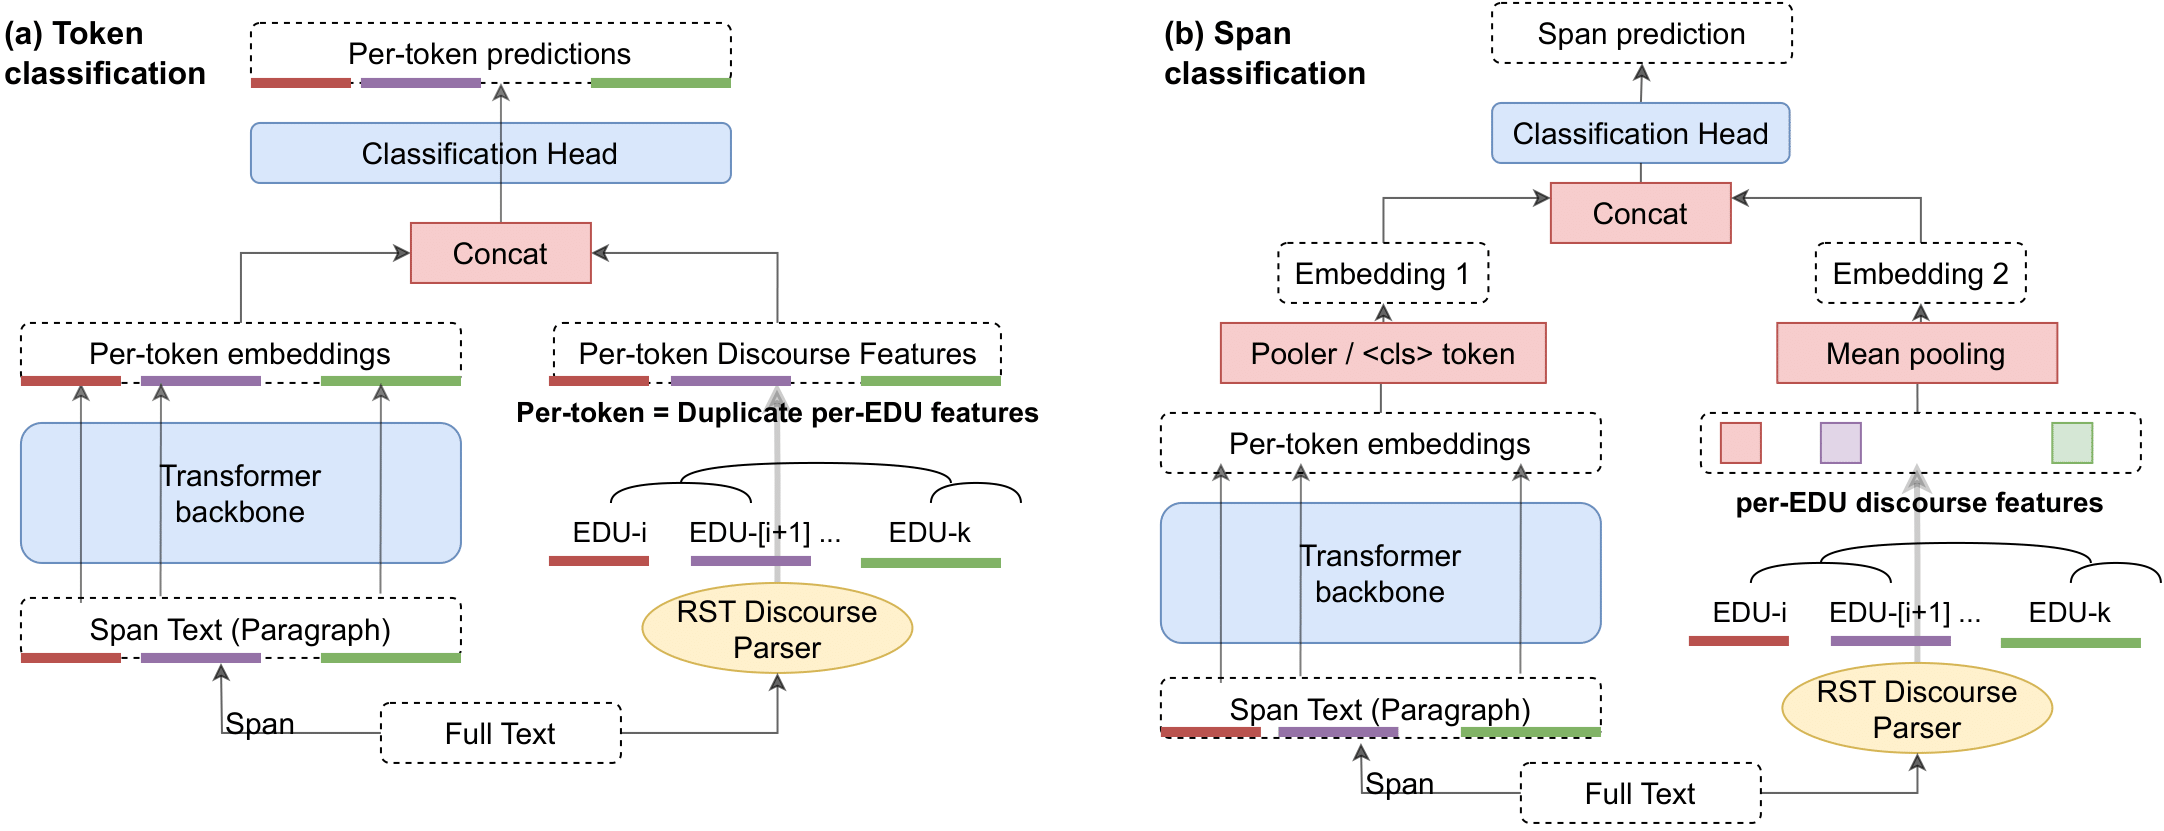 (a) Token
classification
Per-token predictions
Classification Head
Concat
Per-token embeddings
Per-token Discourse Features
Per-token = Duplicate per-EDU features
Transformer
backbone
EDU-i
EDU-[i+1] ...
EDU-k
Span Text (Paragraph)
RST Discourse
Parser
Span
Full Text
(b) Span
classification
Span prediction
Classification Head
Concat
Embedding 1
Embedding 2
Pooler / <cls> token
Mean pooling
Per-token embeddings
per-EDU discourse features
Transformer
backbone
EDU-i
EDU-[i+1] ...
EDU-k
Span Text (Paragraph)
RST Discourse
Parser
Span
Full Text